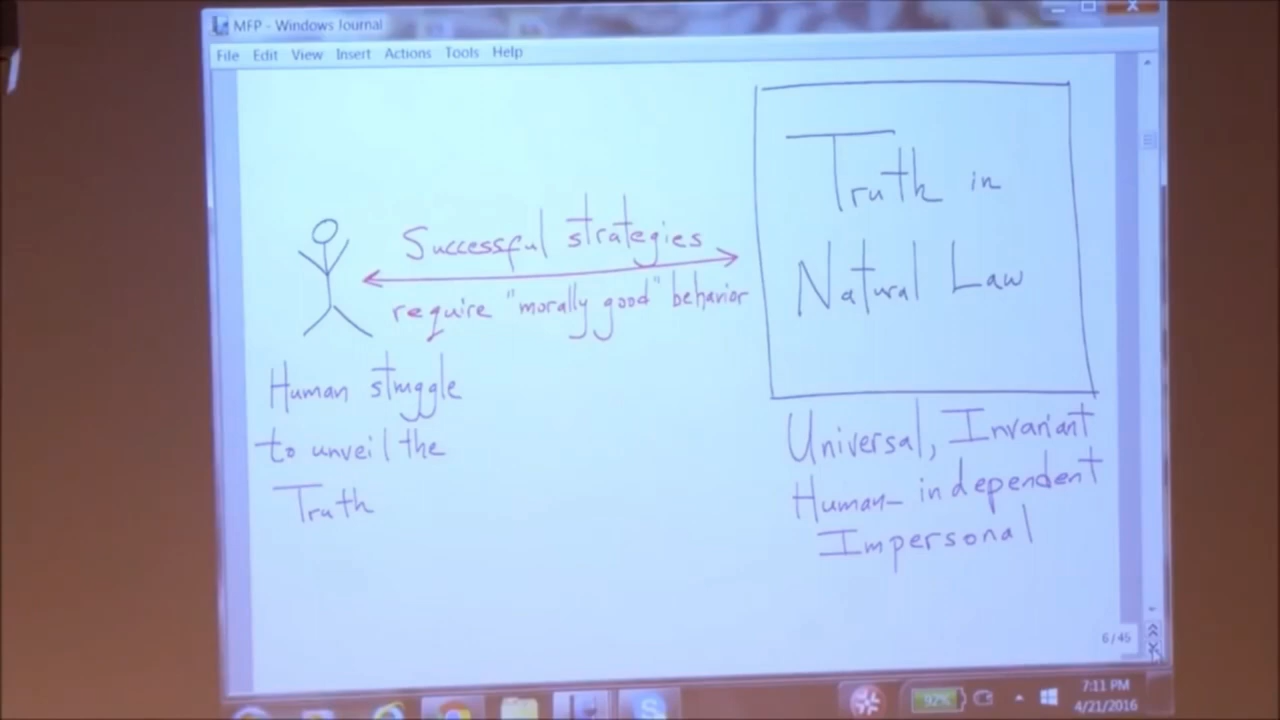 MFP - Windows Journal
File Edit View Insert Actions Tools Help
Truth in
Natural Law
Successful strategies
require "morally good" behavior
Human struggle
to unveil the
Truth
Universal, Invariant
Human-independent
Impersonal
6/45
92%
7:11 PM
4/21/2016